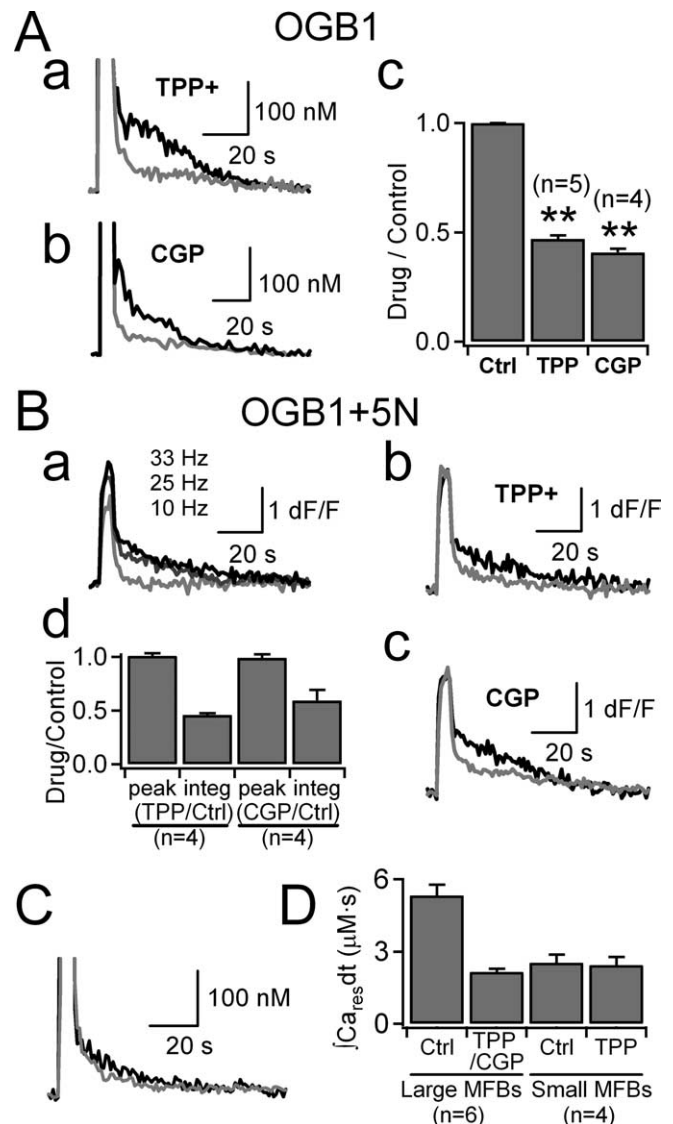 A
OGB1
a
TPP+
100 nM
20 s
b
CGP
100 nM
20 s
c
Drug / Control
1.0
0.5
0.0
(n=5)
**
(n=4)
**
Ctrl TPP CGP
B
OGB1+5N
a
33 Hz
25 Hz
10 Hz
1 dF/F
20 s
b
TPP+
1 dF/F
20 s
d
Drug/Control
1.0
0.5
0.0
peak integ peak integ
(TPP/Ctrl) (CGP/Ctrl)
(n=4) (n=4)
c
CGP
1 dF/F
20 s
C
100 nM
20 s
D
∫Ca_res dt (μM·s)
6
3
0
Ctrl TPP Ctrl TPP
/CGP
Large MFBs Small MFBs
(n=6) (n=4)